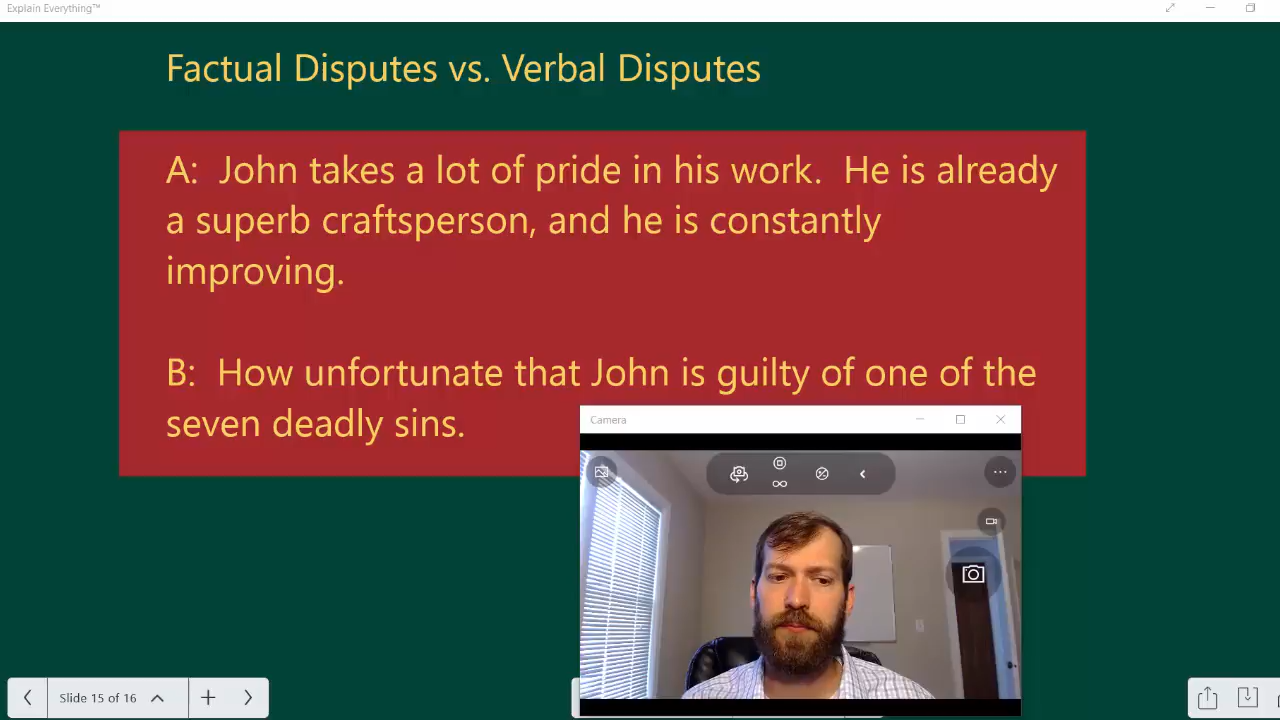 Explain Everything™
Factual Disputes vs. Verbal Disputes
A: John takes a lot of pride in his work. He is already
a superb craftsperson, and he is constantly
improving.
B: How unfortunate that John is guilty of one of the
seven deadly sins.
Camera
Slide 15 of 16